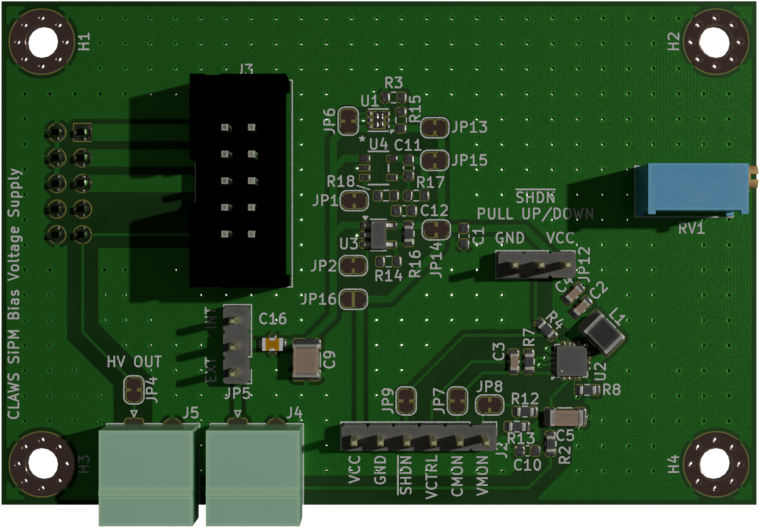 H1
H2
J3
R3
U1
R15
JP6
JP13
*
U4
C11
JP15
R18
R17
JP1
C12
SHDN
PULL UP/DOWN
GND VCC
RV1
U3
R16
JP14
C1
JP12
JP2
R14
JP16
C4
C2
L1
CLAWS SiPM Bias Voltage Supply
INT
EXT
C16
C9
JP5
R4
R7
C3
U2
R8
HV OUT
JP4
JP9
JP7
JP8
R12
R13
C5
C10
R2
J5
J4
H3
H4
VCC
GND
SHDN
VCTRL
CMON
VMON